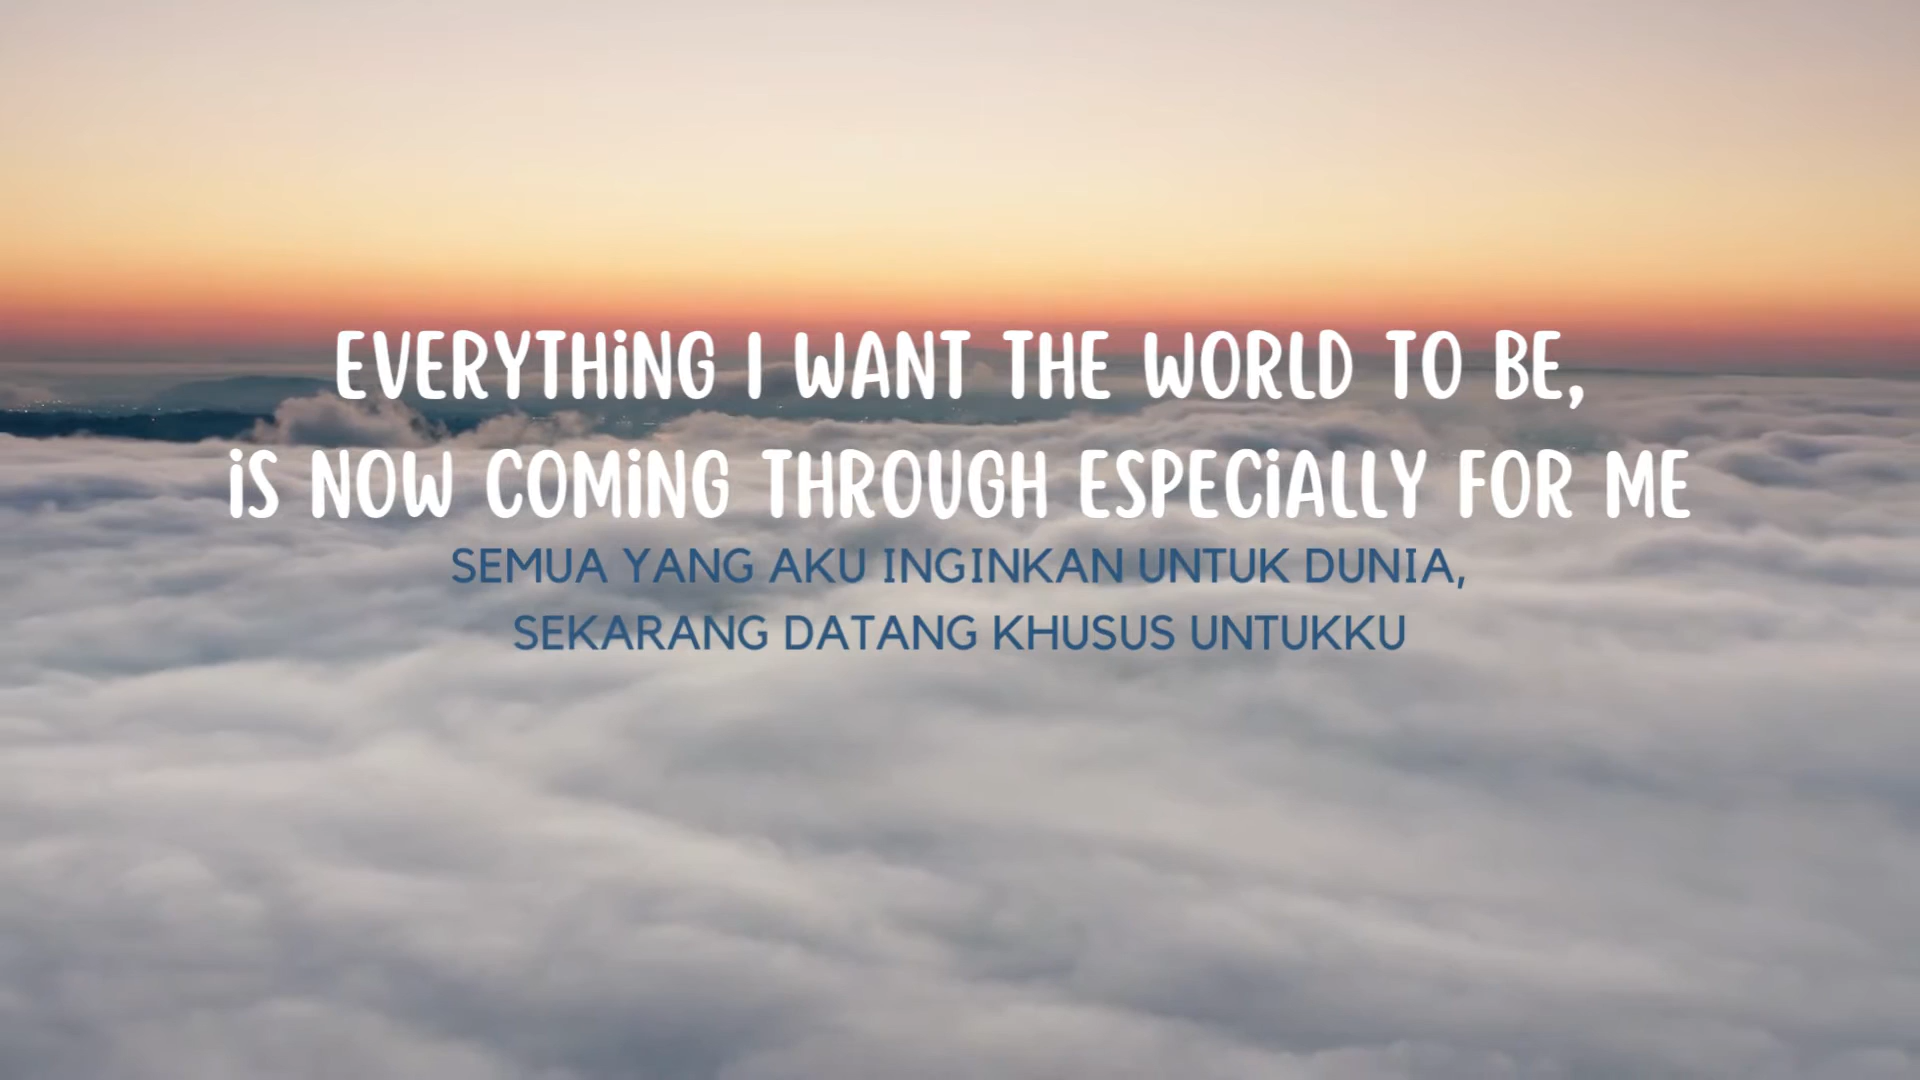 EVERYTHING I WANT THE WORLD TO BE,
IS NOW COMING THROUGH ESPECIALLY FOR ME
SEMUA YANG AKU INGINKAN UNTUK DUNIA,
SEKARANG DATANG KHUSUS UNTUKKU